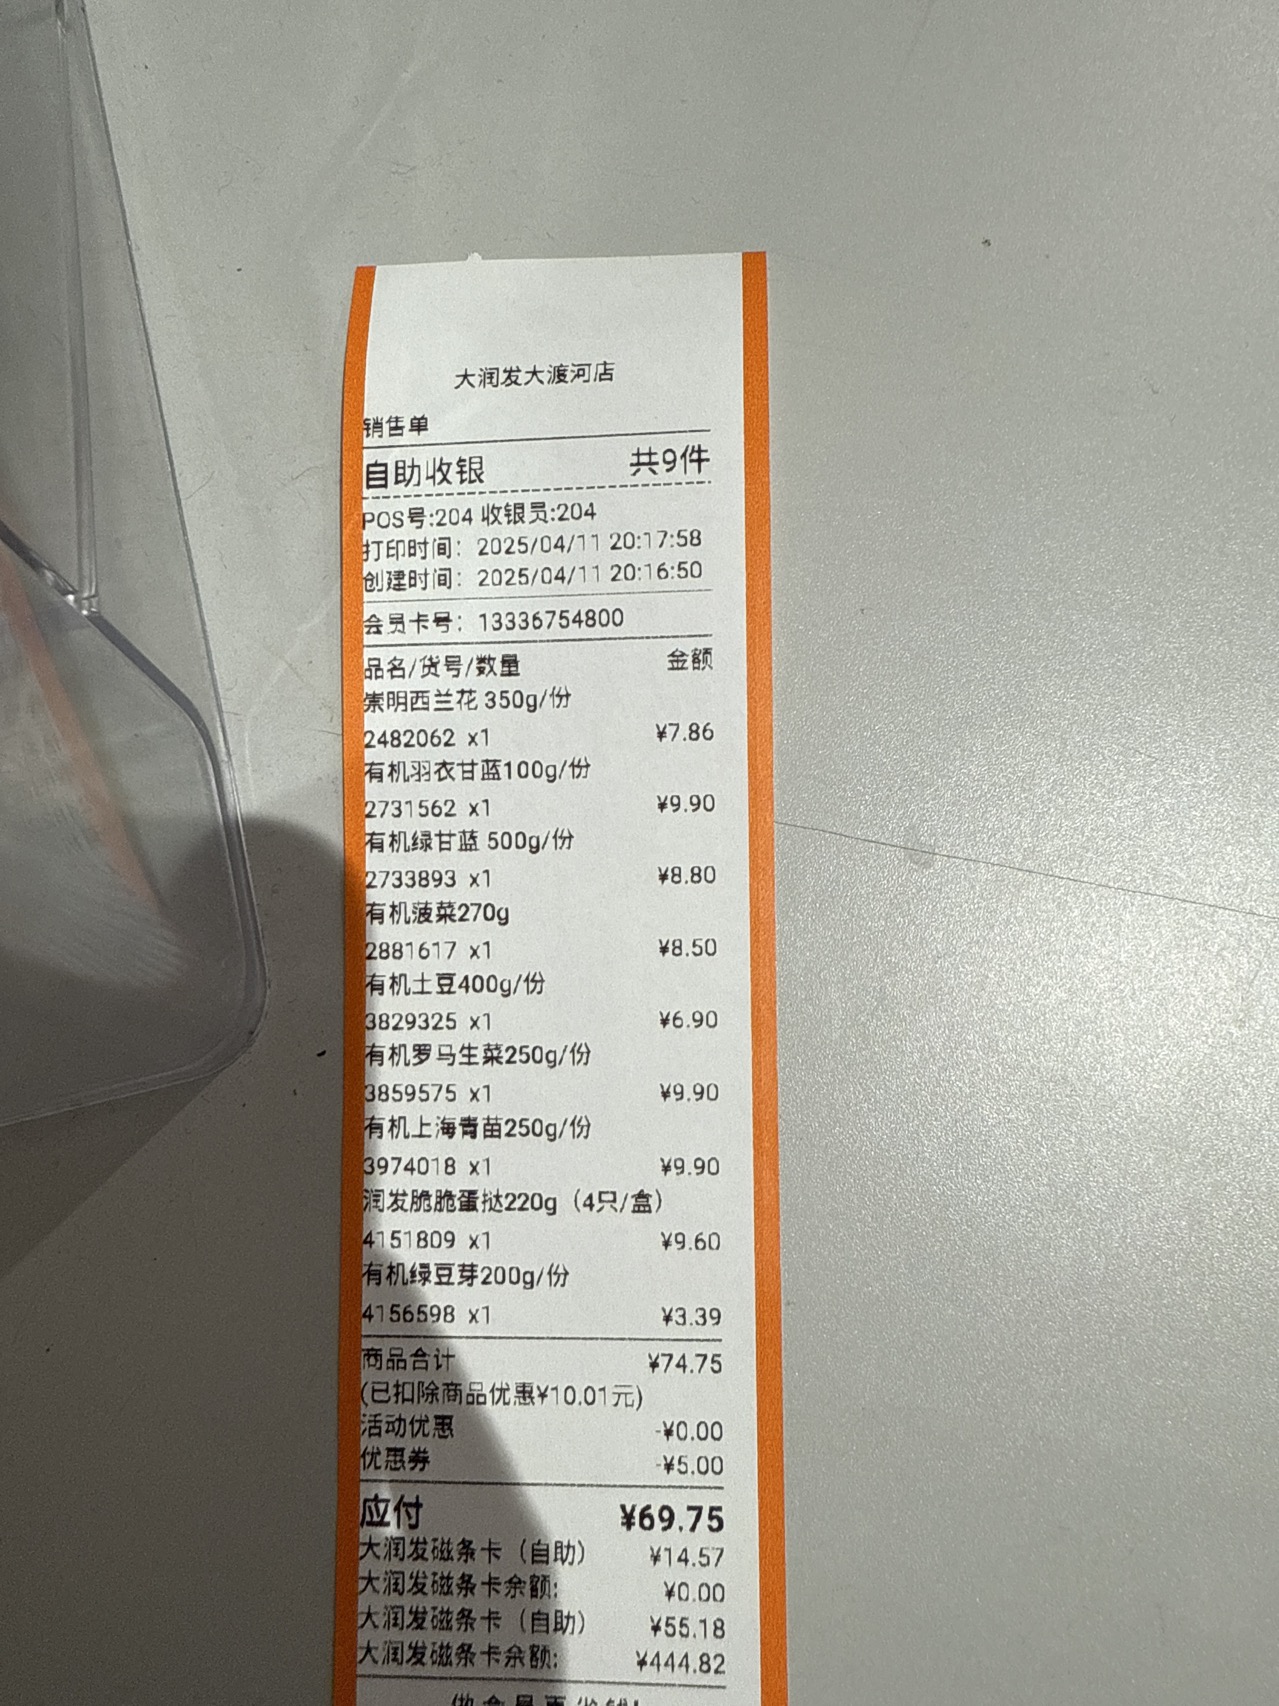 大润发大渡河店
销售单
自助收银 共9件
POS号:204 收银员:204
打印时间: 2025/04/11 20:17:58
创建时间: 2025/04/11 20:16:50
会员卡号: 13336754800
品名/货号/数量 金额
崇明西兰花 350g/份
2482062 x1 ¥7.86
有机羽衣甘蓝100g/份
2731562 x1 ¥9.90
有机绿甘蓝 500g/份
2733893 x1 ¥8.80
有机菠菜270g
2881617 x1 ¥8.50
有机土豆400g/份
3829325 x1 ¥6.90
有机罗马生菜250g/份
3859575 x1 ¥9.90
有机上海青苗250g/份
3974018 x1 ¥9.90
润发脆脆蛋挞220g（4只/盒）
4151809 x1 ¥9.60
有机绿豆芽200g/份
4156598 x1 ¥3.39
商品合计 ¥74.75
(已扣除商品优惠¥10.01元)
活动优惠 -¥0.00
优惠券 -¥5.00
应付 ¥69.75
大润发磁条卡（自助） ¥14.57
大润发磁条卡余额: ¥0.00
大润发磁条卡（自助） ¥55.18
大润发磁条卡余额: ¥444.82